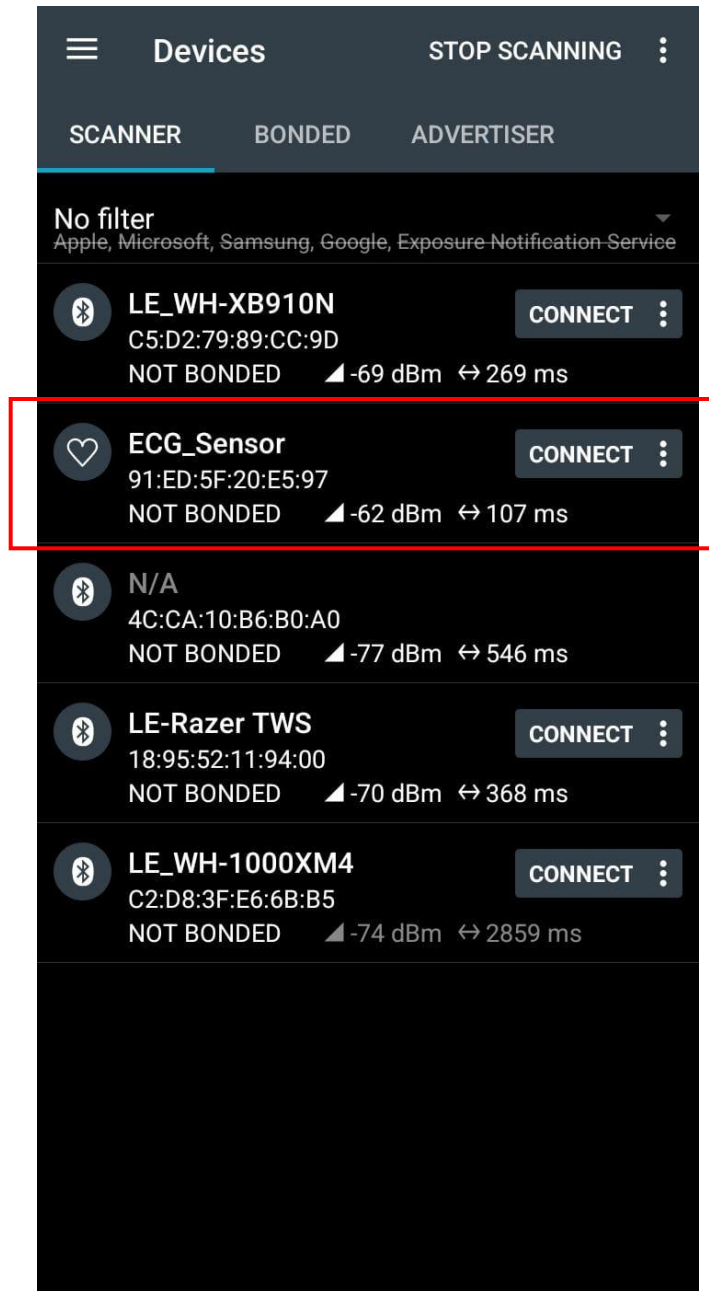 Devices STOP SCANNING
SCANNER BONDED ADVERTISER
No filter
Apple, Microsoft, Samsung, Google, Exposure Notification Service
LE_WH-XB910N CONNECT
C5:D2:79:89:CC:9D
NOT BONDED -69 dBm ↔ 269 ms
ECG_Sensor CONNECT
91:ED:5F:20:E5:97
NOT BONDED -62 dBm ↔ 107 ms
N/A
4C:CA:10:B6:B0:A0
NOT BONDED -77 dBm ↔ 546 ms
LE-Razer TWS CONNECT
18:95:52:11:94:00
NOT BONDED -70 dBm ↔ 368 ms
LE_WH-1000XM4 CONNECT
C2:D8:3F:E6:6B:B5
NOT BONDED -74 dBm ↔ 2859 ms